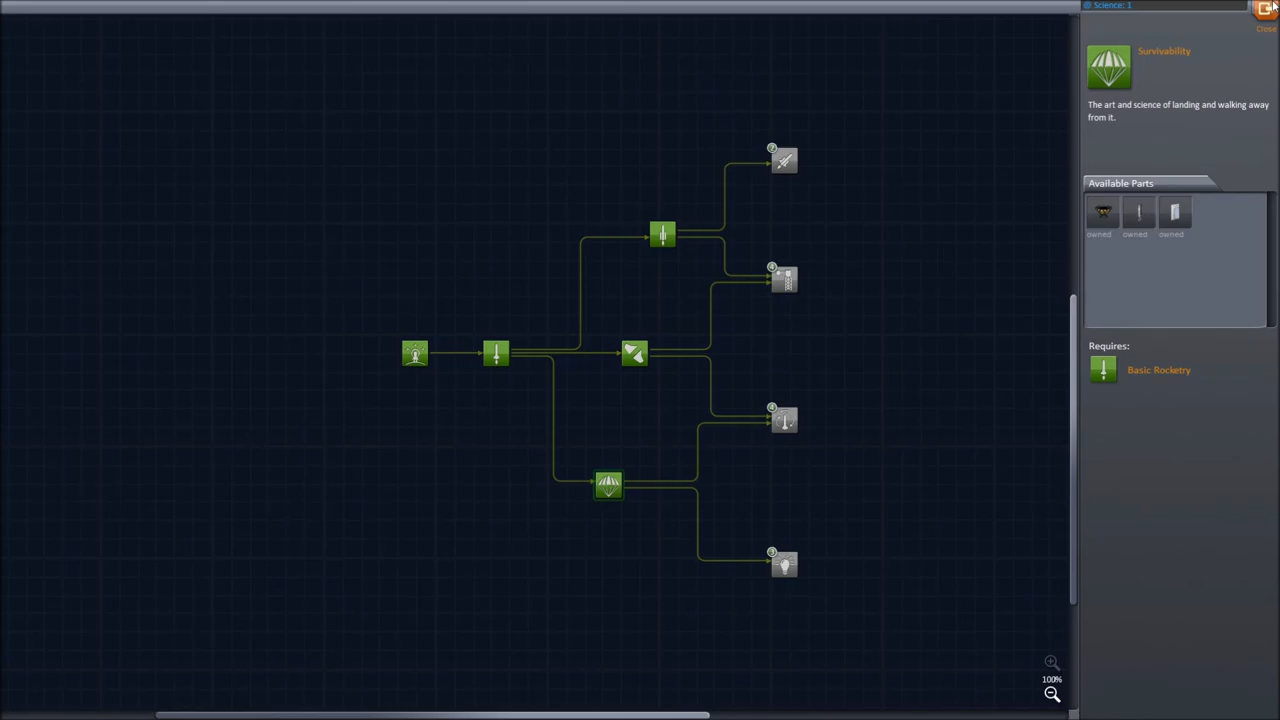 Science: 1
Close
Survivability
The art and science of landing and walking away
from it.
Available Parts
owned owned owned
Requires:
Basic Rocketry
100%